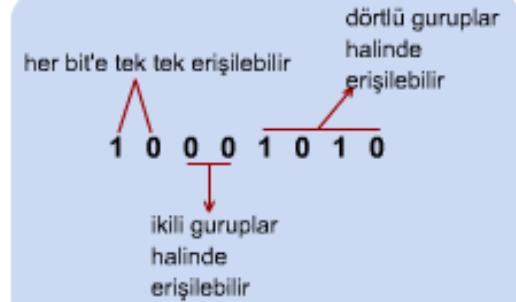 dörtlü guruplar
halinde
erişilebilir
her bit'e tek tek erişilebilir
1 0 0 0 1 0 1 0
ikili guruplar
halinde
erişilebilir